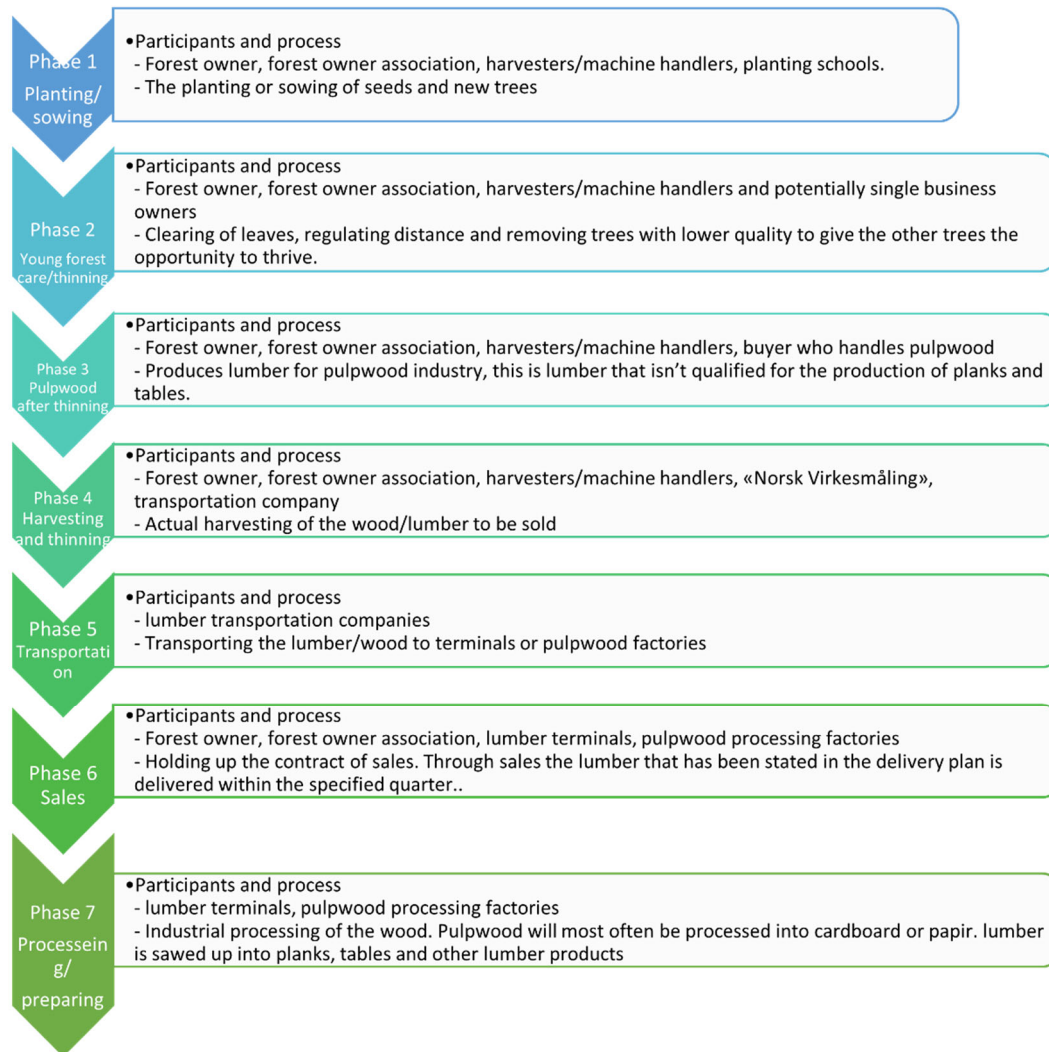 Phase 1
Planting/
sowing
•Participants and process
- Forest owner, forest owner association, harvesters/machine handlers, planting schools.
- The planting or sowing of seeds and new trees
Phase 2
Young forest
care/thinning
•Participants and process
- Forest owner, forest owner association, harvesters/machine handlers and potentially single business
owners
- Clearing of leaves, regulating distance and removing trees with lower quality to give the other trees the
opportunity to thrive.
Phase 3
Pulpwood
after thinning
•Participants and process
- Forest owner, forest owner association, harvesters/machine handlers, buyer who handles pulpwood
- Produces lumber for pulpwood industry, this is lumber that isn’t qualified for the production of planks and
tables.
Phase 4
Harvesting
and thinning
•Participants and process
- Forest owner, forest owner association, harvesters/machine handlers, «Norsk Virkesmåling»,
transportation company
- Actual harvesting of the wood/lumber to be sold
Phase 5
Transportati
on
•Participants and process
- lumber transportation companies
- Transporting the lumber/wood to terminals or pulpwood factories
Phase 6
Sales
•Participants and process
- Forest owner, forest owner association, lumber terminals, pulpwood processing factories
- Holding up the contract of sales. Through sales the lumber that has been stated in the delivery plan is
delivered within the specified quarter..
Phase 7
Processein
g/
preparing
•Participants and process
- lumber terminals, pulpwood processing factories
- Industrial processing of the wood. Pulpwood will most often be processed into cardboard or papir. lumber
is sawed up into planks, tables and other lumber products